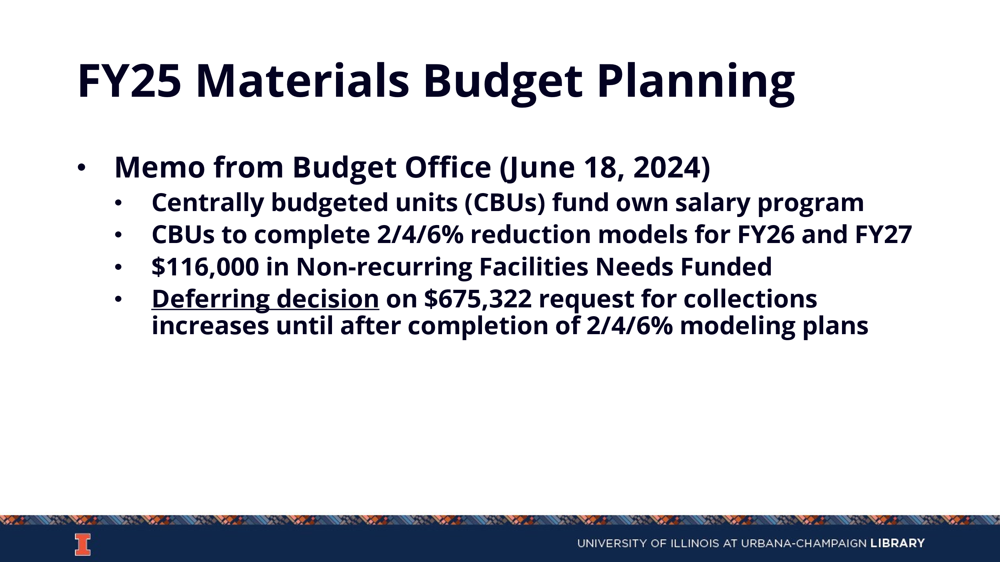 FY25 Materials Budget Planning
• Memo from Budget Office (June 18, 2024)
• Centrally budgeted units (CBUs) fund own salary program
• CBUs to complete 2/4/6% reduction models for FY26 and FY27
• $116,000 in Non-recurring Facilities Needs Funded
• Deferring decision on $675,322 request for collections
increases until after completion of 2/4/6% modeling plans
I
UNIVERSITY OF ILLINOIS AT URBANA-CHAMPAIGN LIBRARY